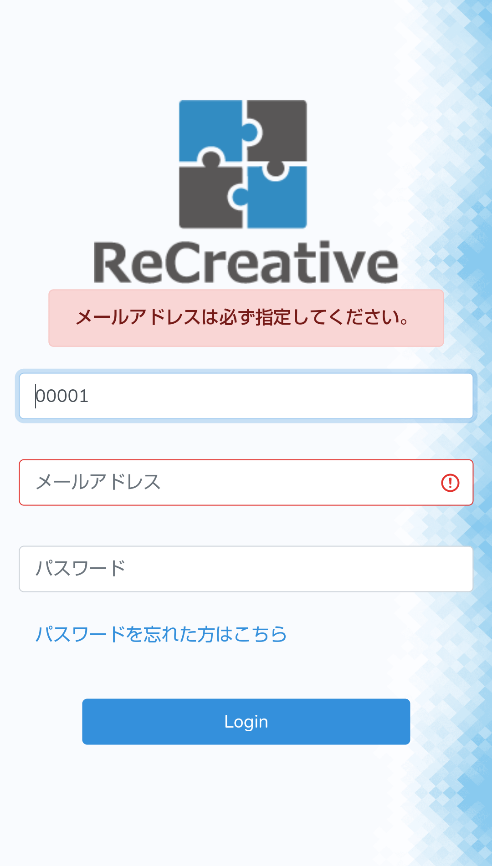 ReCreative
メールアドレスは必ず指定してください。
00001
メールアドレス
パスワード
パスワードを忘れた方はこちら
Login